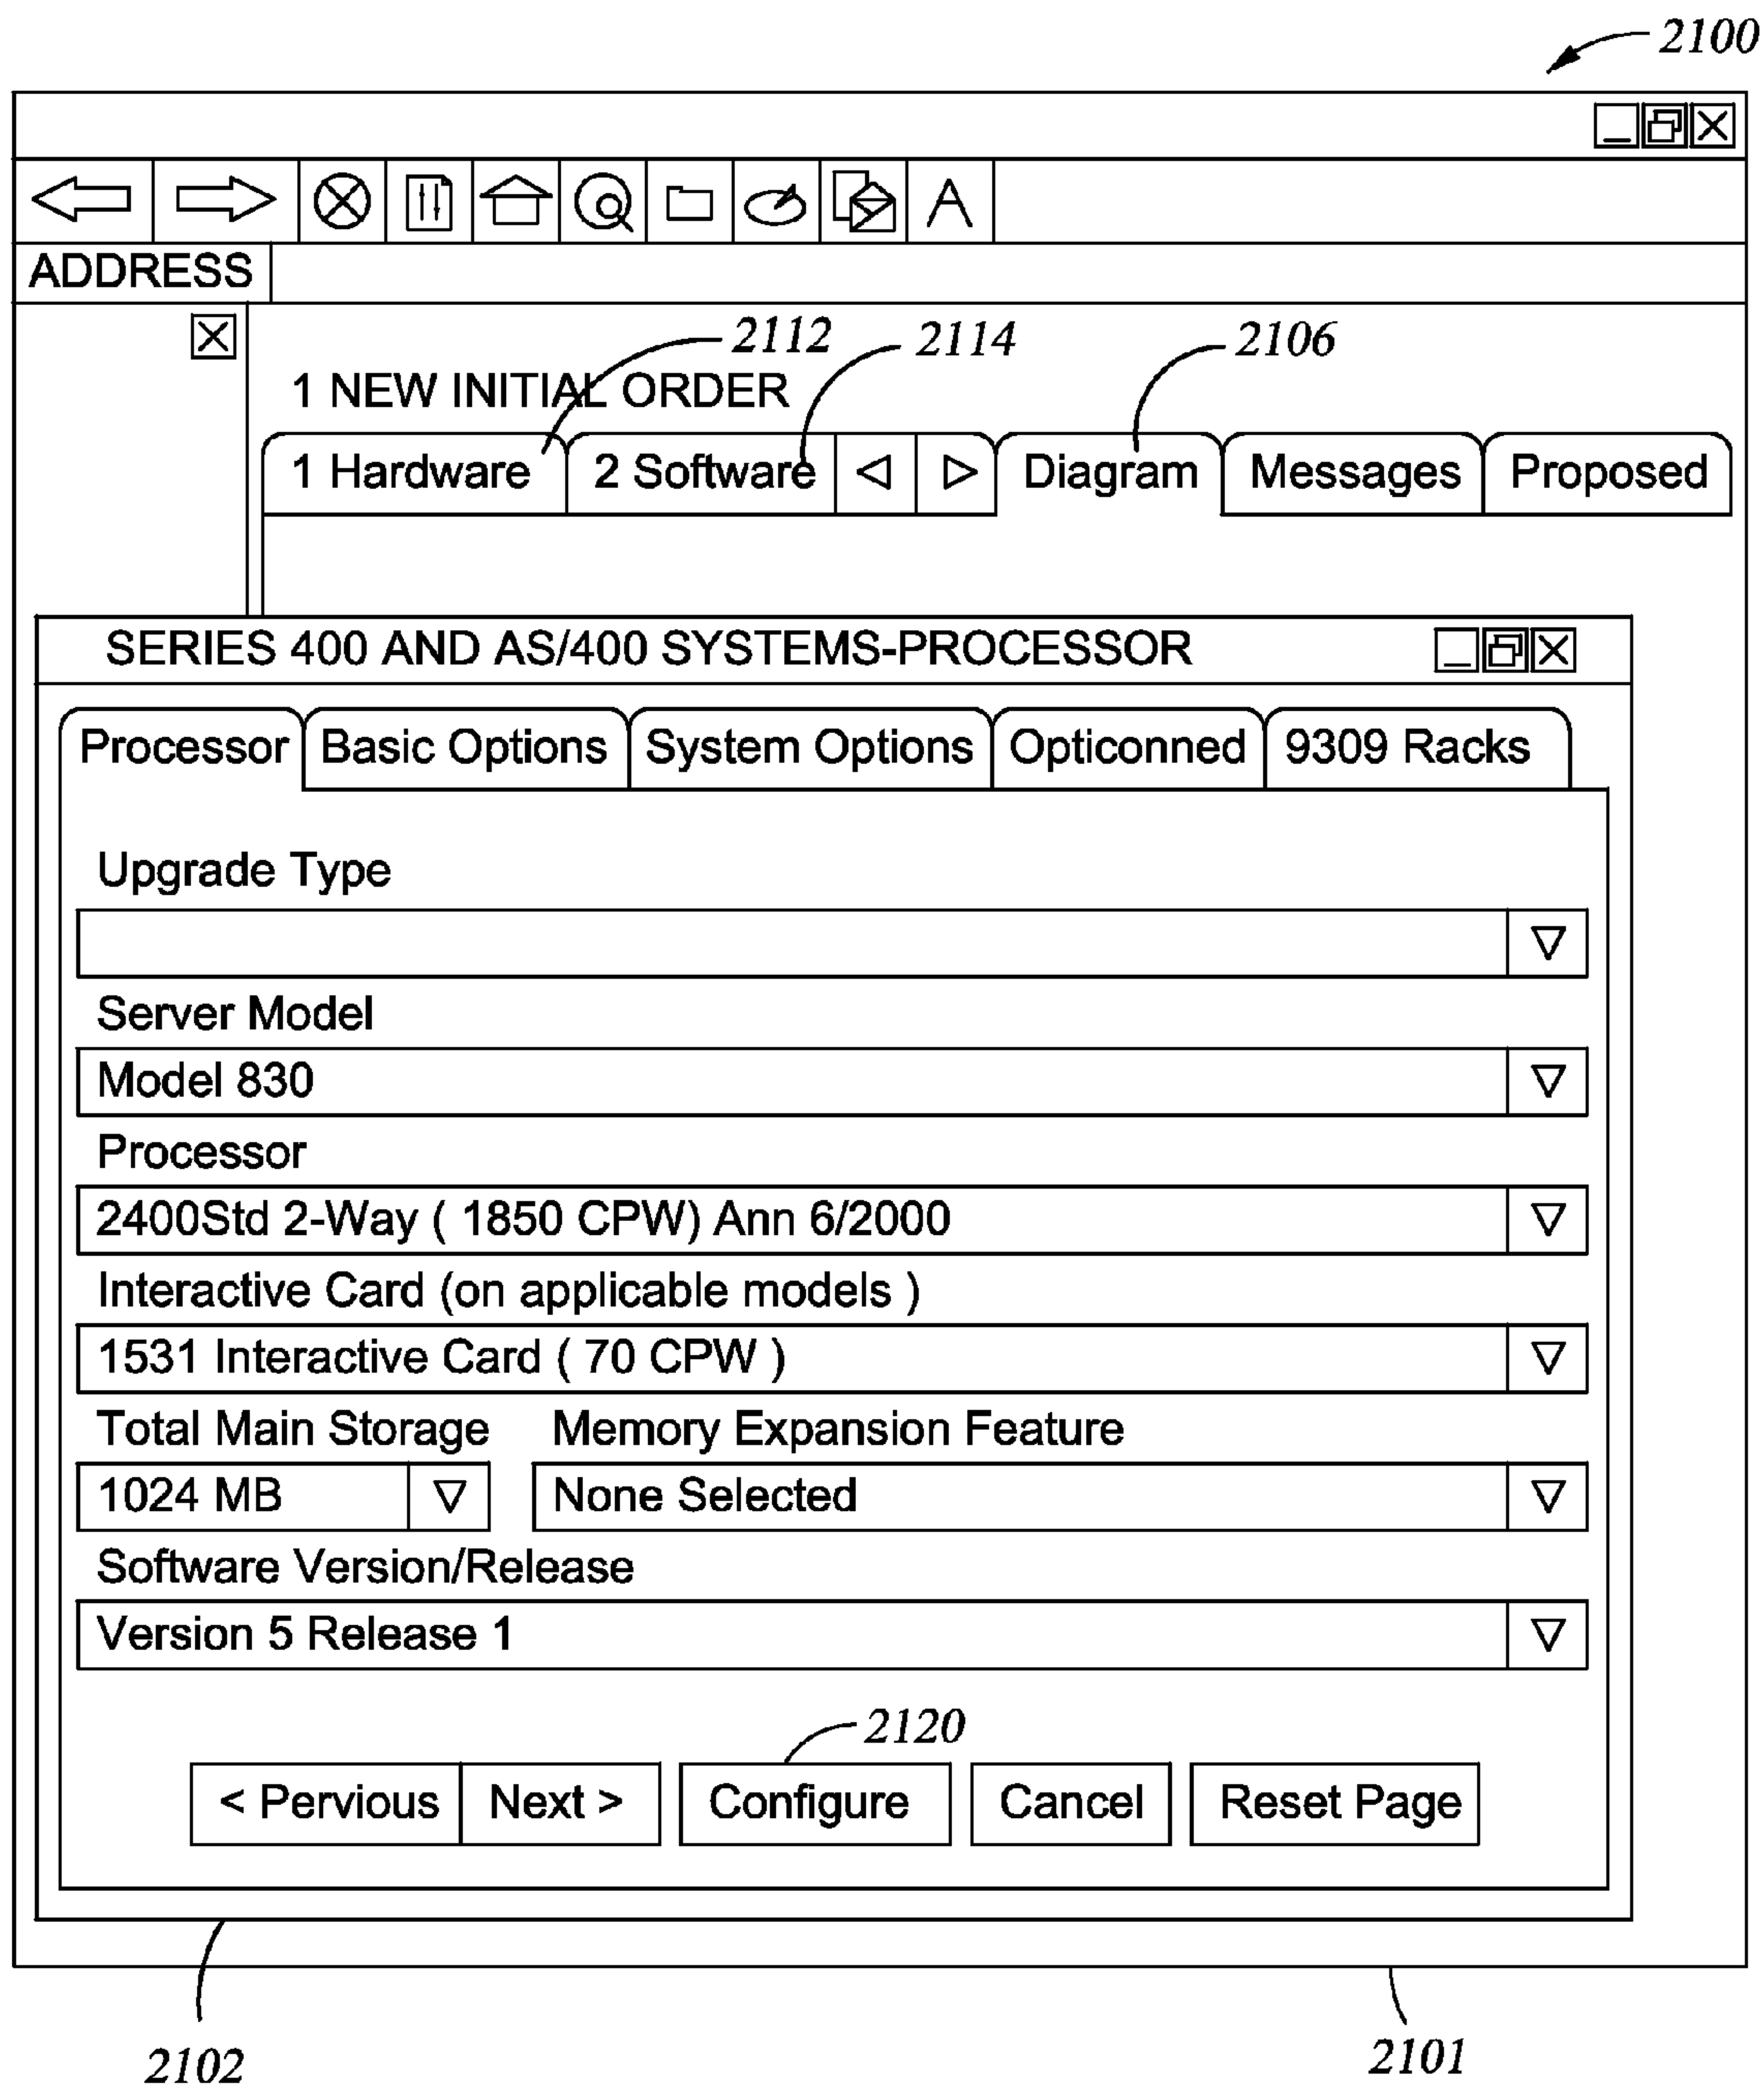 2100
ADDRESS
2112 2114 2106
1 NEW INITIAL ORDER
1 Hardware 2 Software Diagram Messages Proposed
SERIES 400 AND AS/400 SYSTEMS-PROCESSOR
Processor Basic Options System Options Opticonned 9309 Racks
Upgrade Type
Server Model
Model 830
Processor
2400Std 2-Way ( 1850 CPW) Ann 6/2000
Interactive Card (on applicable models )
1531 Interactive Card ( 70 CPW )
Total Main Storage Memory Expansion Feature
1024 MB None Selected
Software Version/Release
Version 5 Release 1
2120
< Pervious Next > Configure Cancel Reset Page
2102 2101